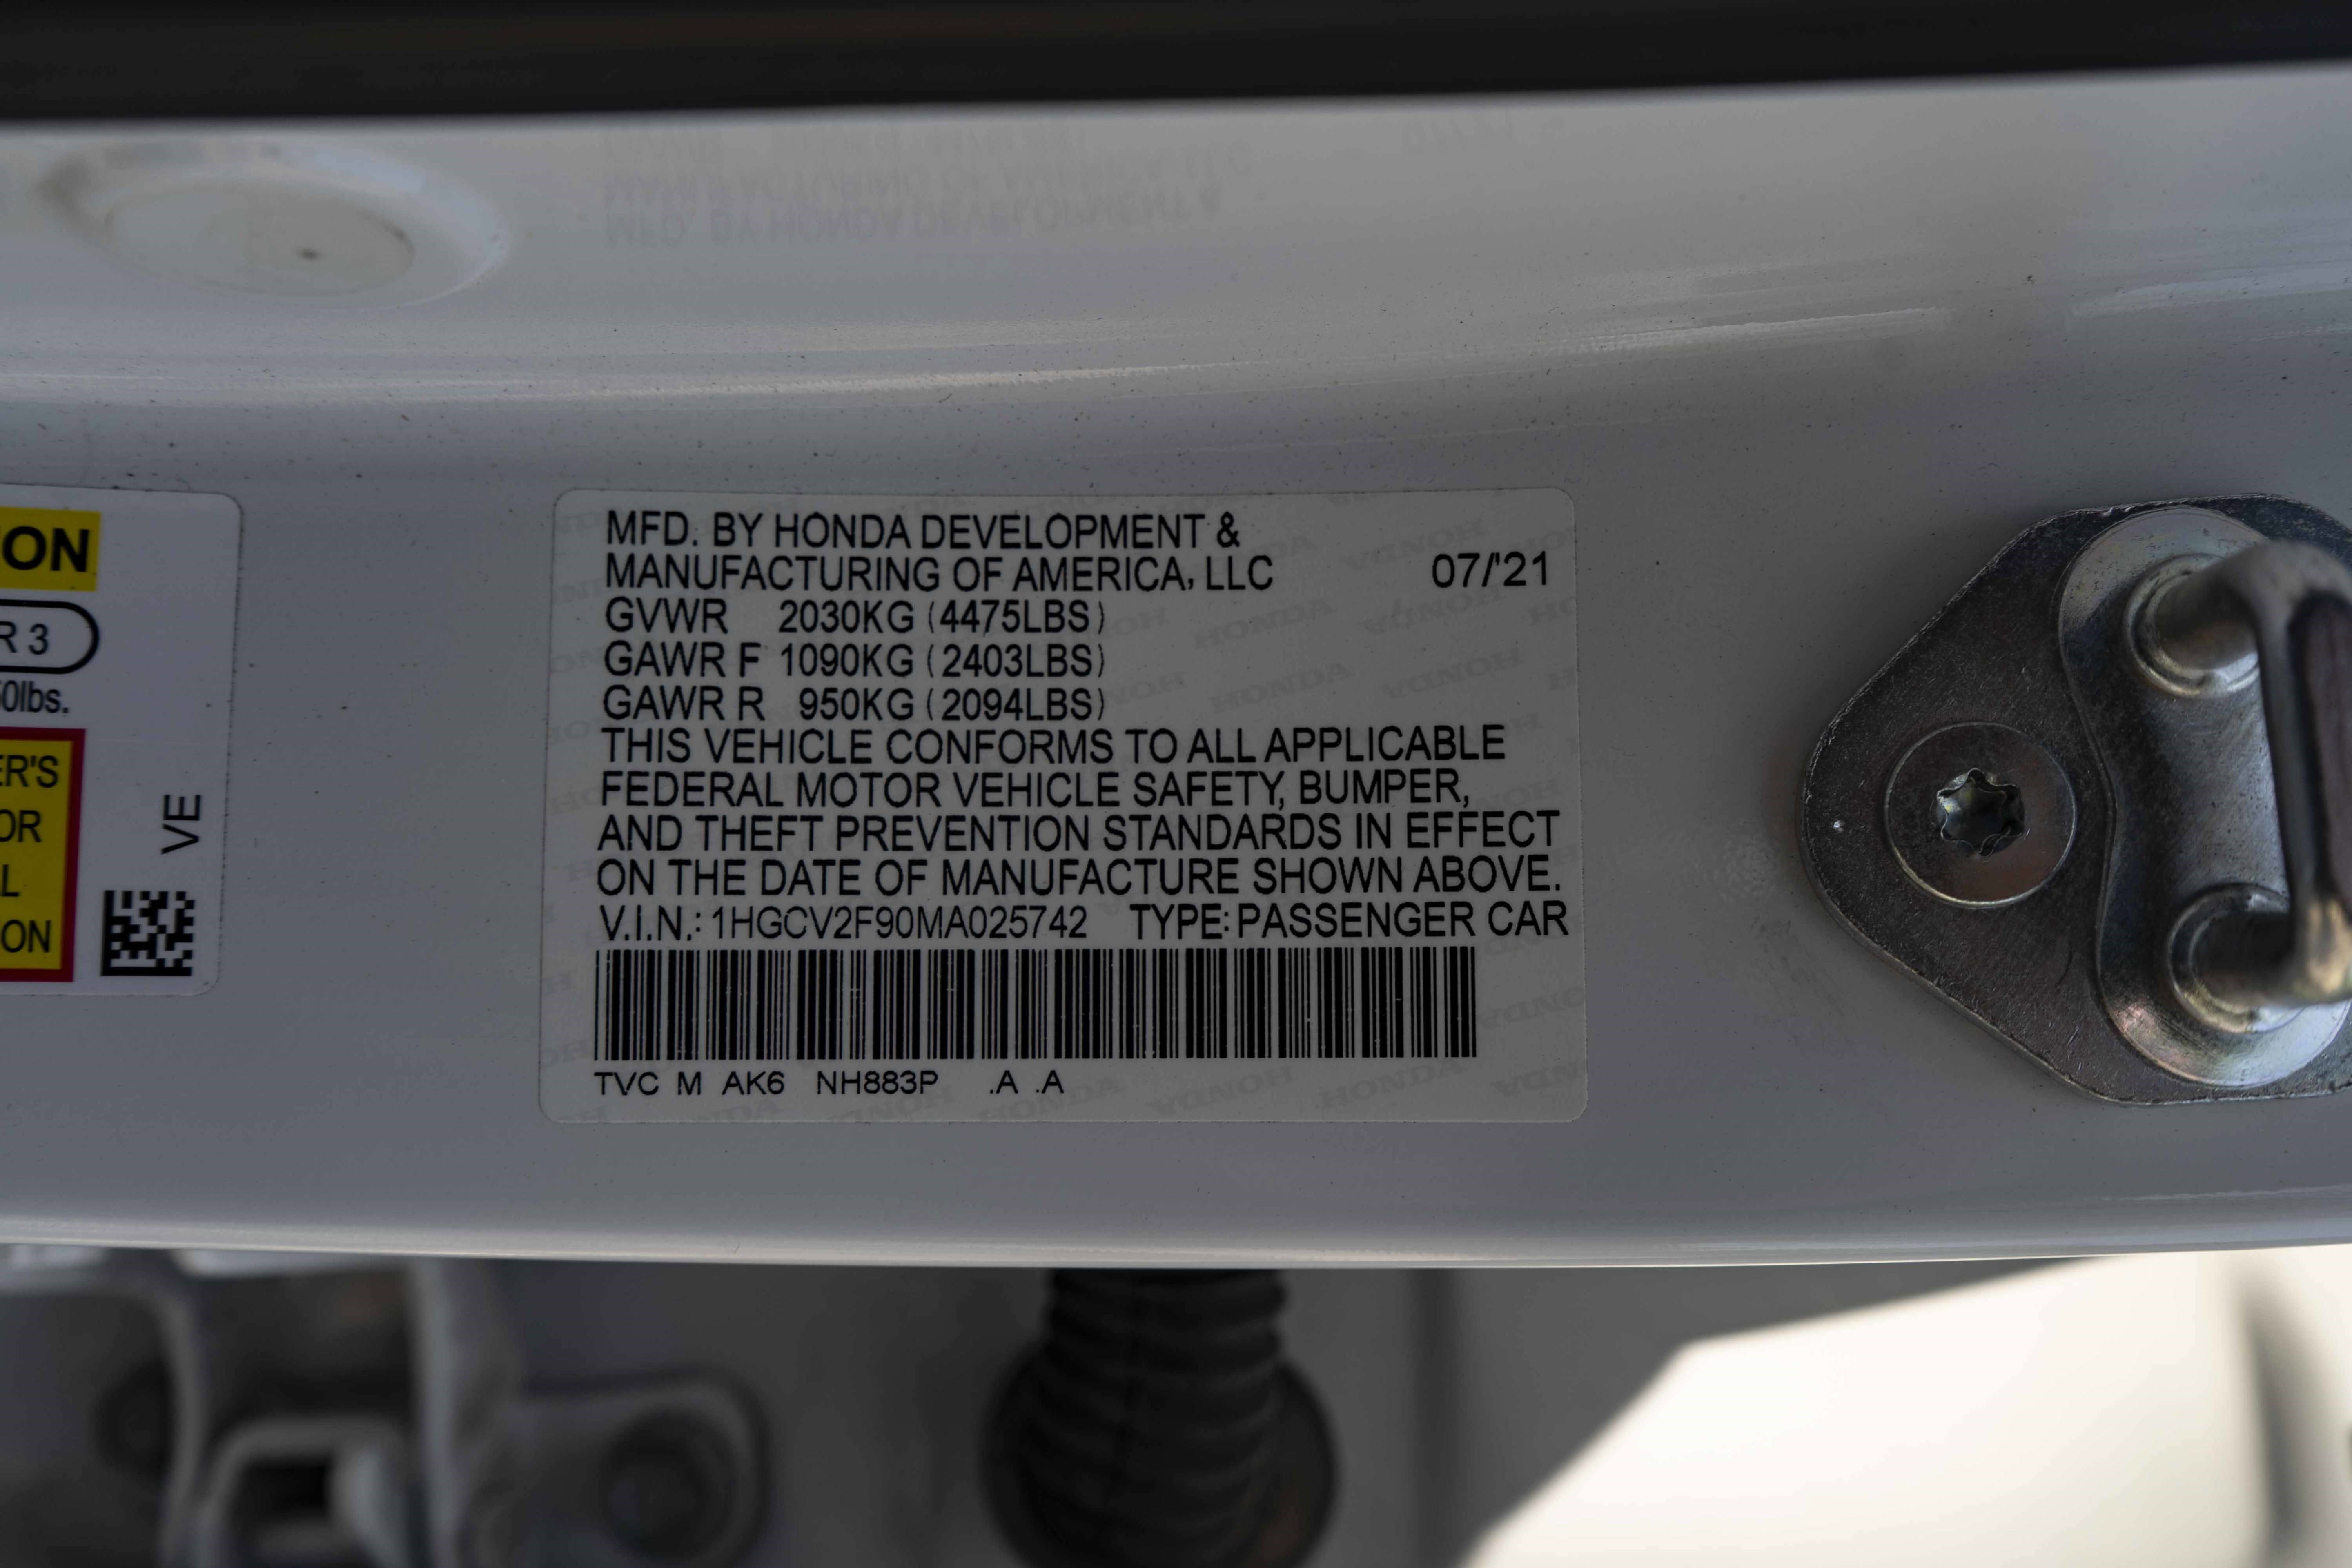 ON
R 3
50lbs.
ER'S
OR
L
ON
VE
MFD. BY HONDA DEVELOPMENT &
MANUFACTURING OF AMERICA, LLC 07/'21
GVWR 2030KG (4475LBS)
GAWR F 1090KG (2403LBS)
GAWR R 950KG (2094LBS)
THIS VEHICLE CONFORMS TO ALL APPLICABLE
FEDERAL MOTOR VEHICLE SAFETY, BUMPER,
AND THEFT PREVENTION STANDARDS IN EFFECT
ON THE DATE OF MANUFACTURE SHOWN ABOVE.
V.I.N.: 1HGCV2F90MA025742 TYPE: PASSENGER CAR
TVC M AK6 NH883P .A .A